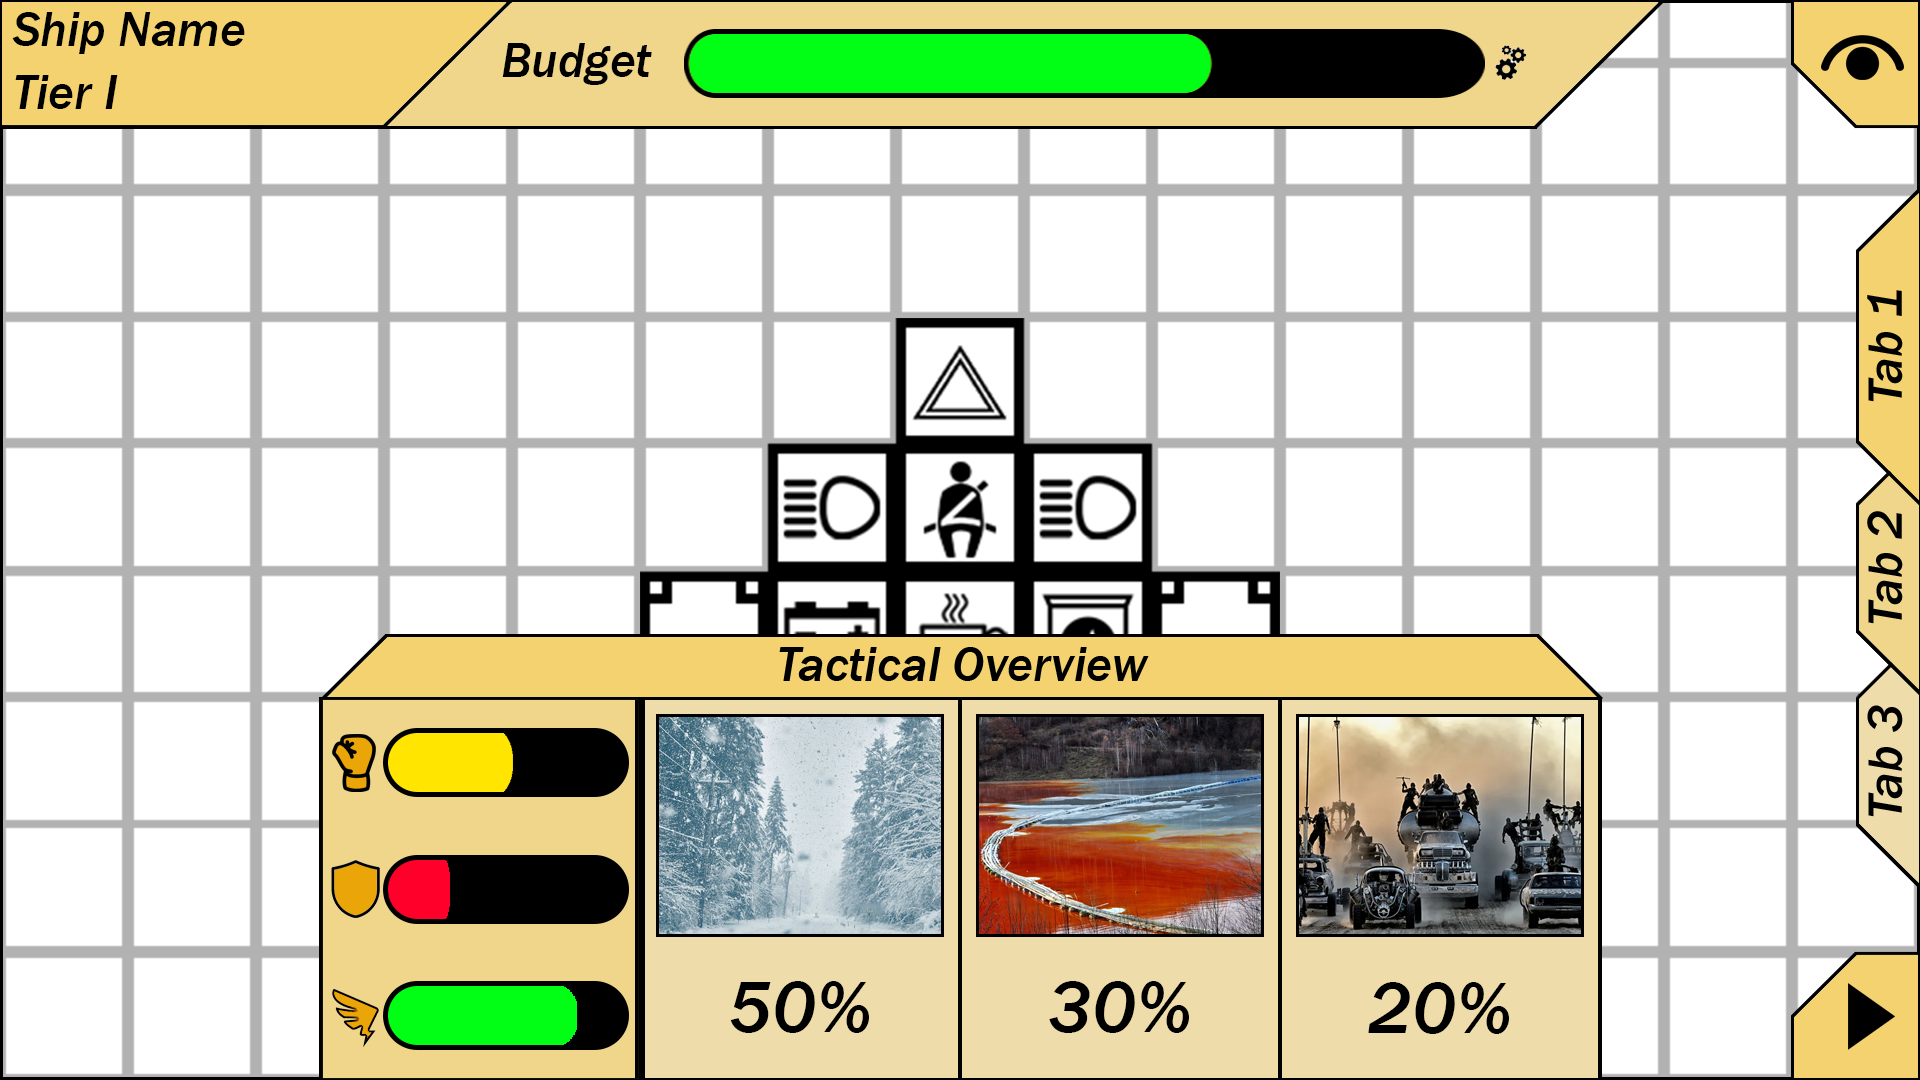 Ship Name
Tier I
Budget
Tab 1
Tab 2
Tab 3
Tactical Overview
50%
30%
20%